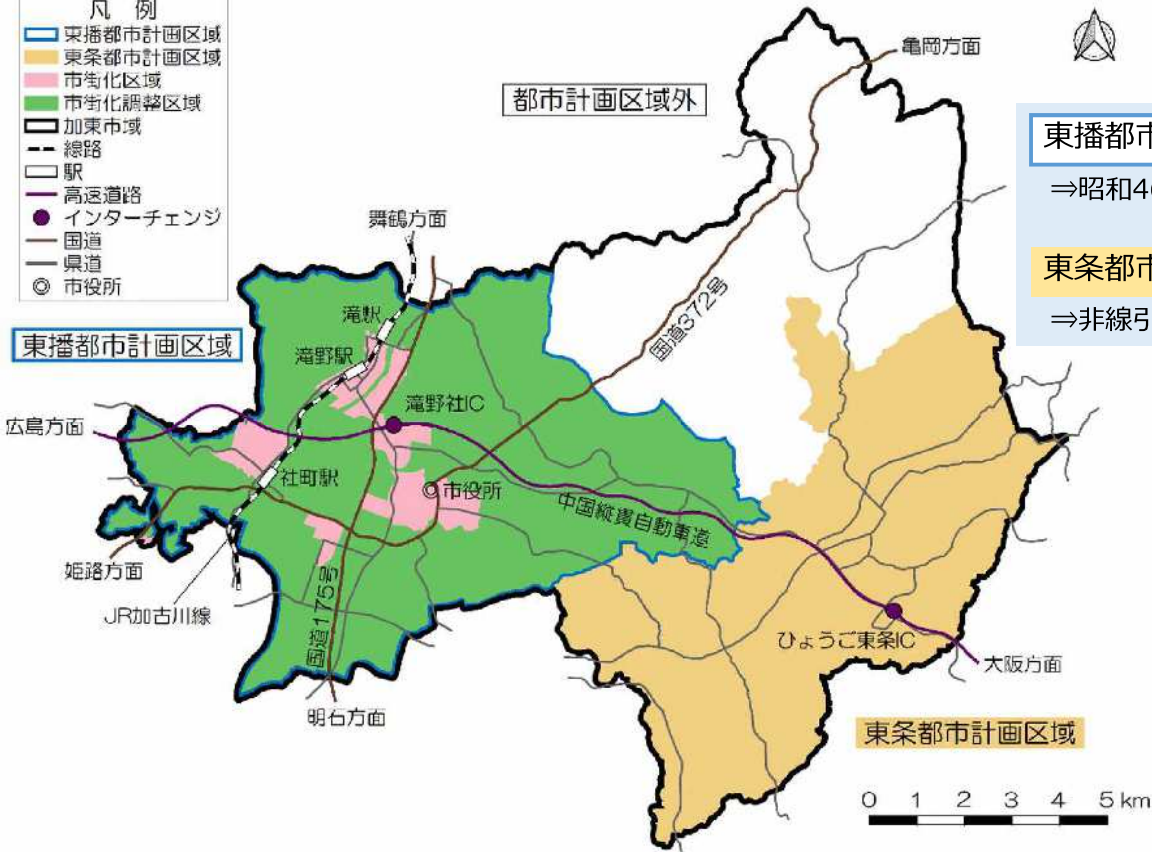 凡 例
東播都市計画区域
東条都市計画区域
市街化区域
市街化調整区域
加東市域
線路
駅
高速道路
インターチェンジ
国道
県道
市役所
亀岡方面
都市計画区域外
東播都市
⇒昭和4
東条都市
⇒非線引
舞鶴方面
国道372号
滝駅
東播都市計画区域
滝野駅
滝野社IC
広島方面
社町駅
市役所
中国縦貫自動車道
姫路方面
JR加古川線
国道175号
ひょうご東条IC
大阪方面
明石方面
東条都市計画区域
0 1 2 3 4 5 km